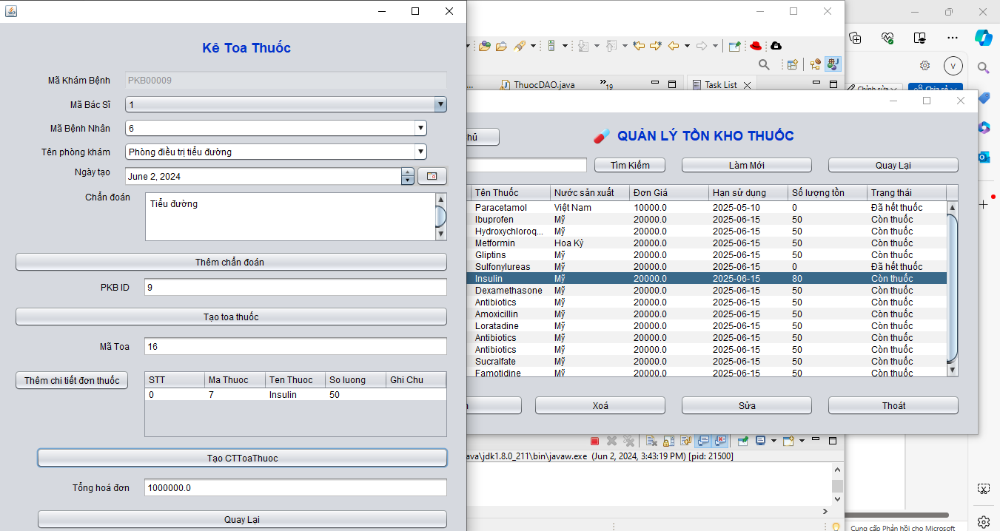 Kê Toa Thuốc
Mã Khám Bệnh PKB00009
Mã Bác Sĩ 1
Mã Bệnh Nhân 6
Tên phòng khám Phòng điều trị tiểu đường
Ngày tạo June 2, 2024
Chẩn đoán Tiểu đường
Thêm chẩn đoán
PKB ID 9
Tạo toa thuốc
Mã Toa 16
Thêm chi tiết đơn thuốc
STT Ma Thuoc Ten Thuoc So luong Ghi Chu
0 7 Insulin 50
Tạo CTToaThuoc
Tổng hoá đơn 1000000.0
Quay Lại
ThuocDAO.java
19
Task List
V
Chỉnh sửa
Chia sẻ
QUẢN LÝ TỒN KHO THUỐC
Tìm Kiếm Làm Mới Quay Lại
Tên Thuốc Nước sản xuất Đơn Giá Hạn sử dụng Số lượng tồn Trạng thái
Paracetamol Việt Nam 10000.0 2025-05-10 0 Đã hết thuốc
Ibuprofen Mỹ 20000.0 2025-06-15 50 Còn thuốc
Hydroxychloroq... Mỹ 20000.0 2025-06-15 50 Còn thuốc
Metformin Hoa Kỳ 20000.0 2025-06-15 50 Còn thuốc
Gliptins Mỹ 20000.0 2025-06-15 50 Còn thuốc
Sulfonylureas Mỹ 20000.0 2025-06-15 0 Đã hết thuốc
Insulin Mỹ 20000.0 2025-06-15 80 Còn thuốc
Dexamethasone Mỹ 20000.0 2025-06-15 50 Còn thuốc
Antibiotics Mỹ 20000.0 2025-06-15 50 Còn thuốc
Amoxicillin Mỹ 20000.0 2025-06-15 50 Còn thuốc
Loratadine Mỹ 20000.0 2025-06-15 50 Còn thuốc
Antibiotics Mỹ 20000.0 2025-06-15 50 Còn thuốc
Antibiotics Mỹ 20000.0 2025-06-15 50 Còn thuốc
Sucralfate Mỹ 20000.0 2025-06-15 50 Còn thuốc
Famotidine Mỹ 20000.0 2025-06-15 50 Còn thuốc
Xoá Sửa Thoát
ava\jdk1.8.0_211\bin\javaw.exe (Jun 2, 2024, 3:43:19 PM) [pid: 21500]
Cung cấp Phản hồi cho Microsoft